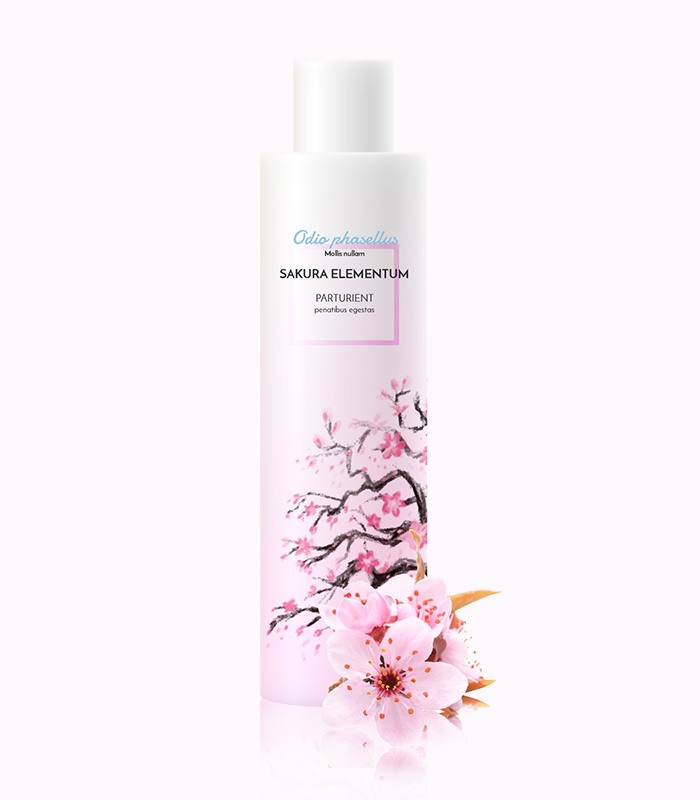 Odio phasellus
Mollis nullam
SAKURA ELEMENTUM
PARTURIENT
penatibus egestas